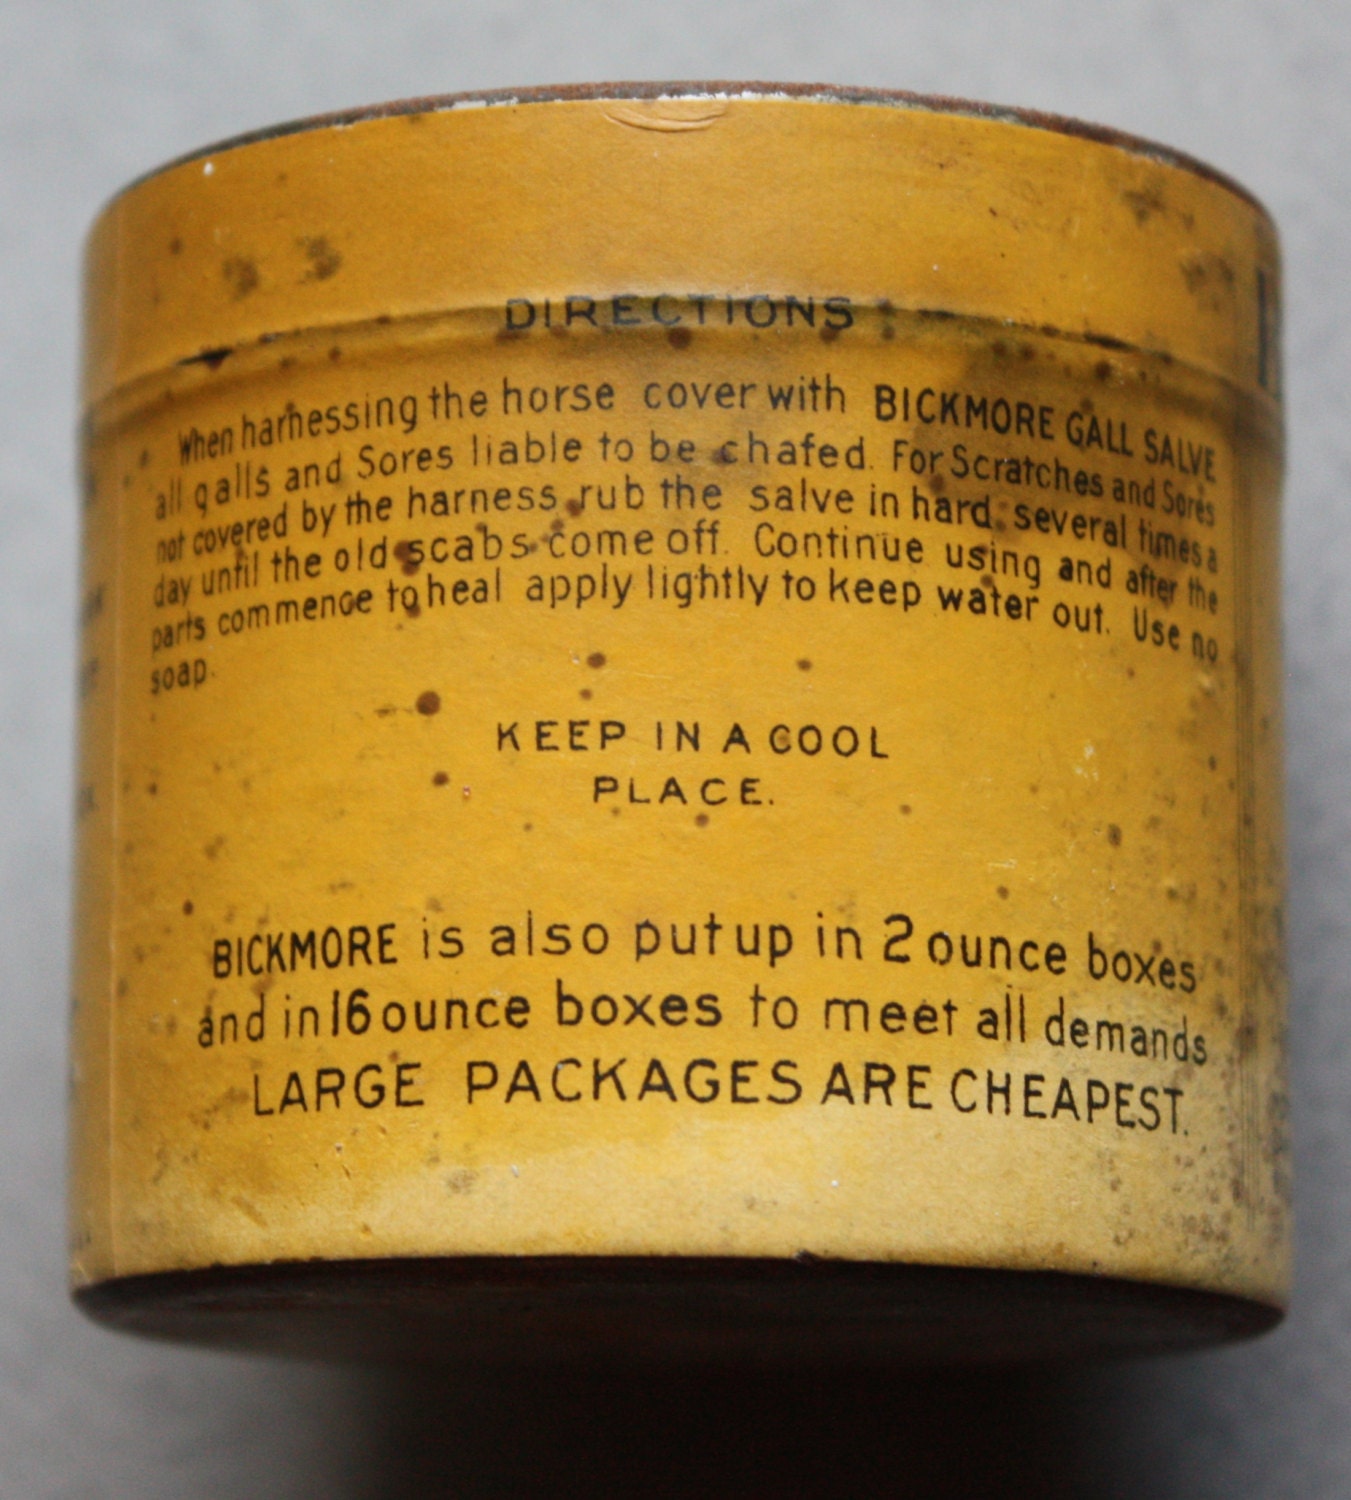 DIRECTIONS
When harnessing the horse cover with BICKMORE GALL SALVE
all galls and Sores liable to be chafed. For Scratches and Sores
not covered by the harness rub the salve in hard, several times a
day until the old scabs come off. Continue using and after the
parts commence to heal apply lightly to keep water out. Use no
soap.
KEEP IN A COOL
PLACE.
BICKMORE is also put up in 2 ounce boxes
and in 16 ounce boxes to meet all demands
LARGE PACKAGES ARE CHEAPEST.